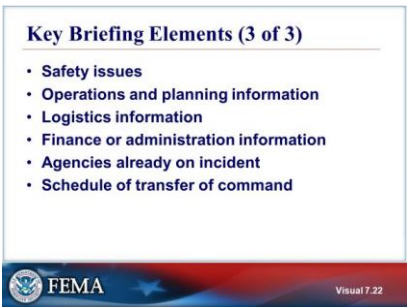 Key Briefing Elements (3 of 3)
• Safety issues
• Operations and planning information
• Logistics information
• Finance or administration information
• Agencies already on incident
• Schedule of transfer of command
FEMA
Visual 7.22